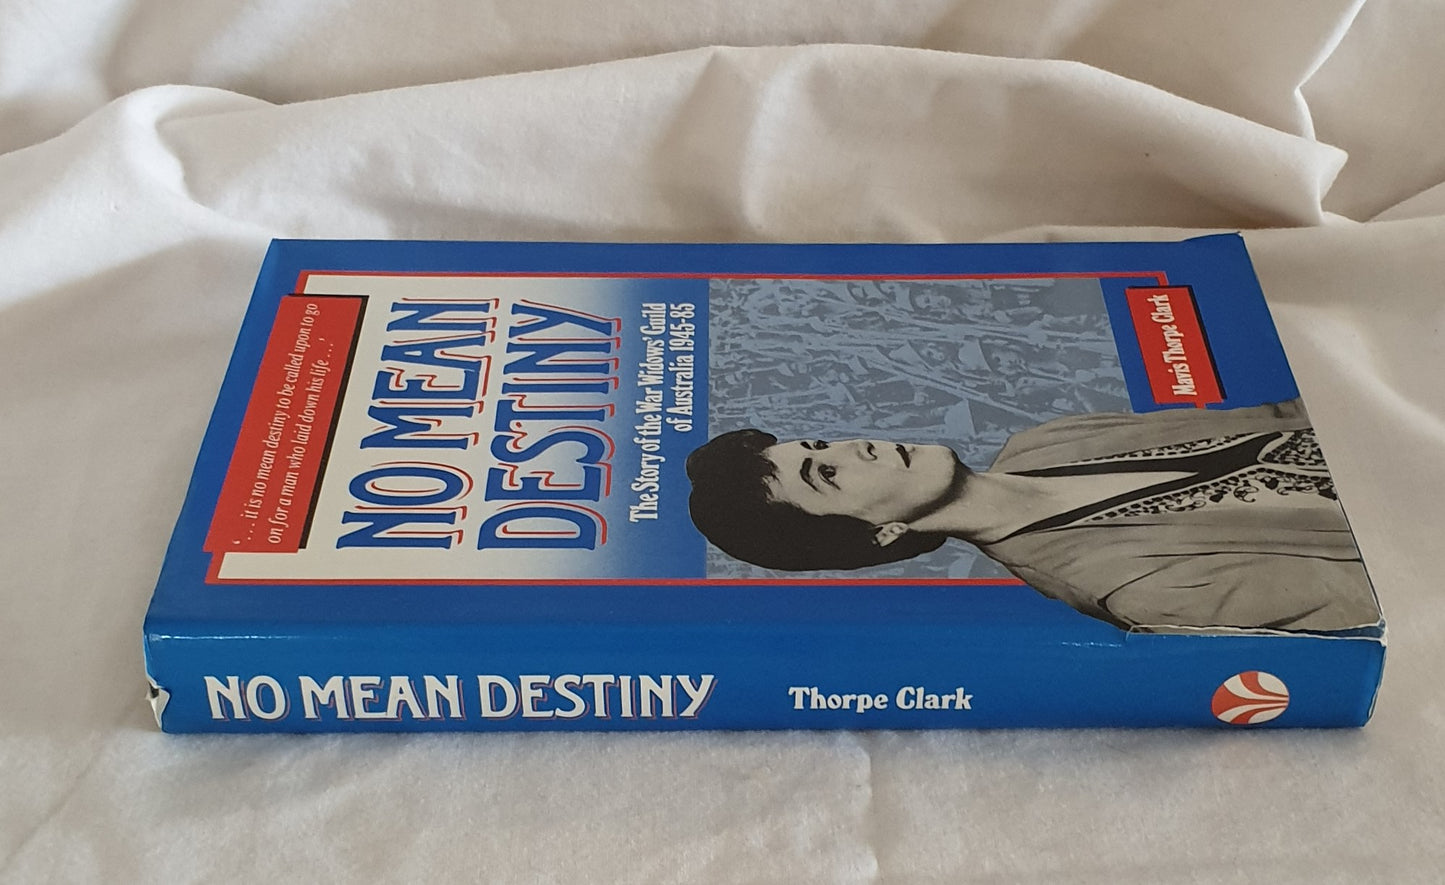 ‘. . . it is no mean destiny to be called upon to go
on for a man who laid down his life . . .’
NO MEAN
DESTINY
The Story of the War Widows’ Guild
of Australia 1945-85
Mavis Thorpe Clark
NO MEAN DESTINY Thorpe Clark